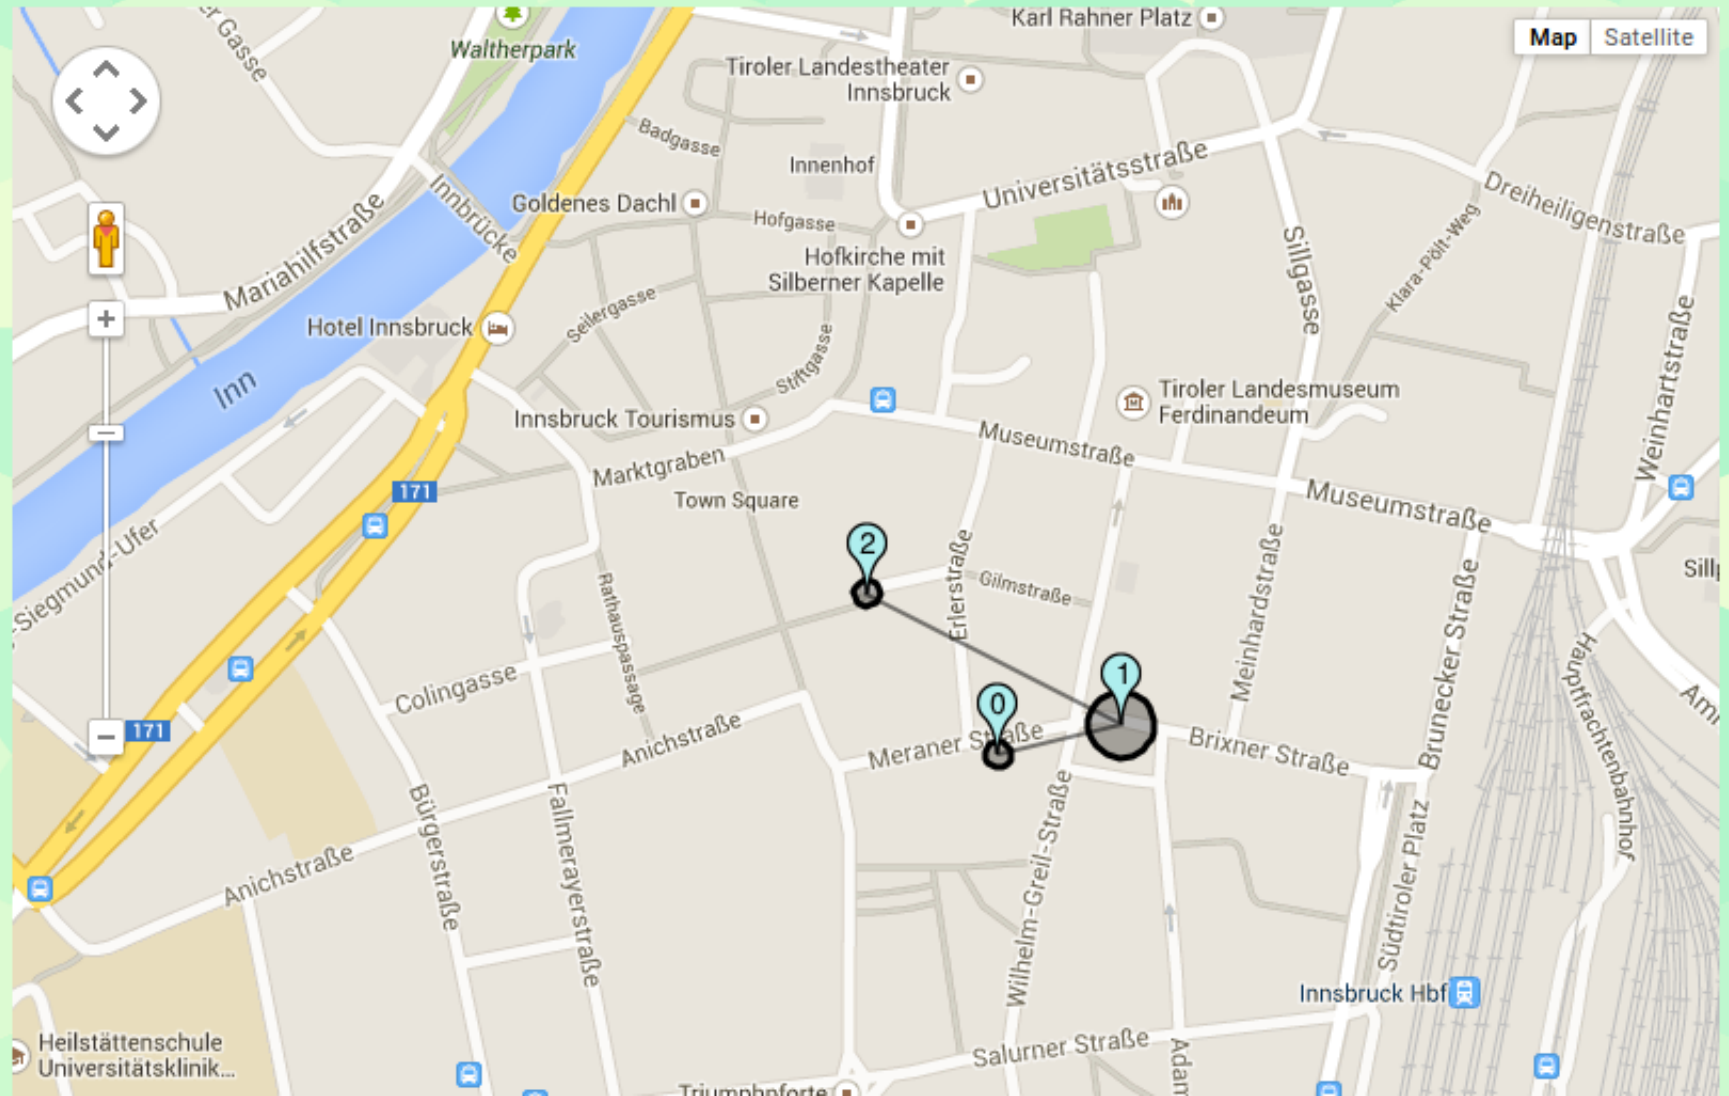 Karl Rahner Platz
Map
Satellite
Waltherpark
Tiroler Landestheater
Innsbruck
Badgasse
Innenhof
Universitätsstraße
Dreiheiligenstraße
Innbrücke
Goldenes Dachl
Hofgasse
Mariahilfstraße
Hofkirche mit
Silberner Kapelle
Sillgasse
Klara-Pölt-Weg
Seilergasse
Hotel Innsbruck
Stiftgasse
Weinhartstraße
Inn
Tiroler Landesmuseum
Ferdinandeum
Innsbruck Tourismus
Museumstraße
Marktgraben
171
Town Square
Museumstraße
2
Erlerstraße
Gilmstraße
Meinhardstraße
Brunecker Straße
Rathauspassage
Hauptfrachtenbahnhof
1
0
Colingasse
171
Anichstraße
Meraner Straße
Brixner Straße
Bürgerstraße
Fallmerayerstraße
Wilhelm-Greil-Straße
Südtiroler Platz
Anichstraße
Innsbruck Hbf
Heilstättenschule
Universitätsklinik...
Salurner Straße
Adam
Triumphpforte